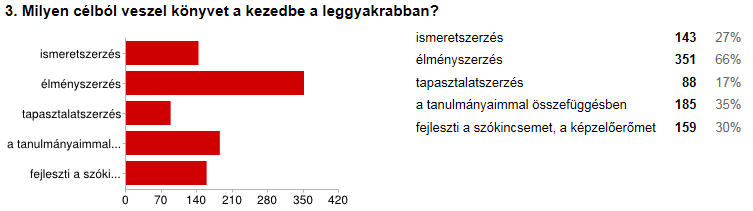 3. Milyen célból veszel könyvet a kezedbe a leggyakrabban?
ismeretszerzés
élményszerzés
tapasztalatszerzés
a tanulmányaimmal...
fejleszti a szóki...
0 70 140 210 280 350 420
ismeretszerzés 143 27%
élményszerzés 351 66%
tapasztalatszerzés 88 17%
a tanulmányaimmal összefüggésben 185 35%
fejleszti a szókincsemet, a képzelőerőmet 159 30%